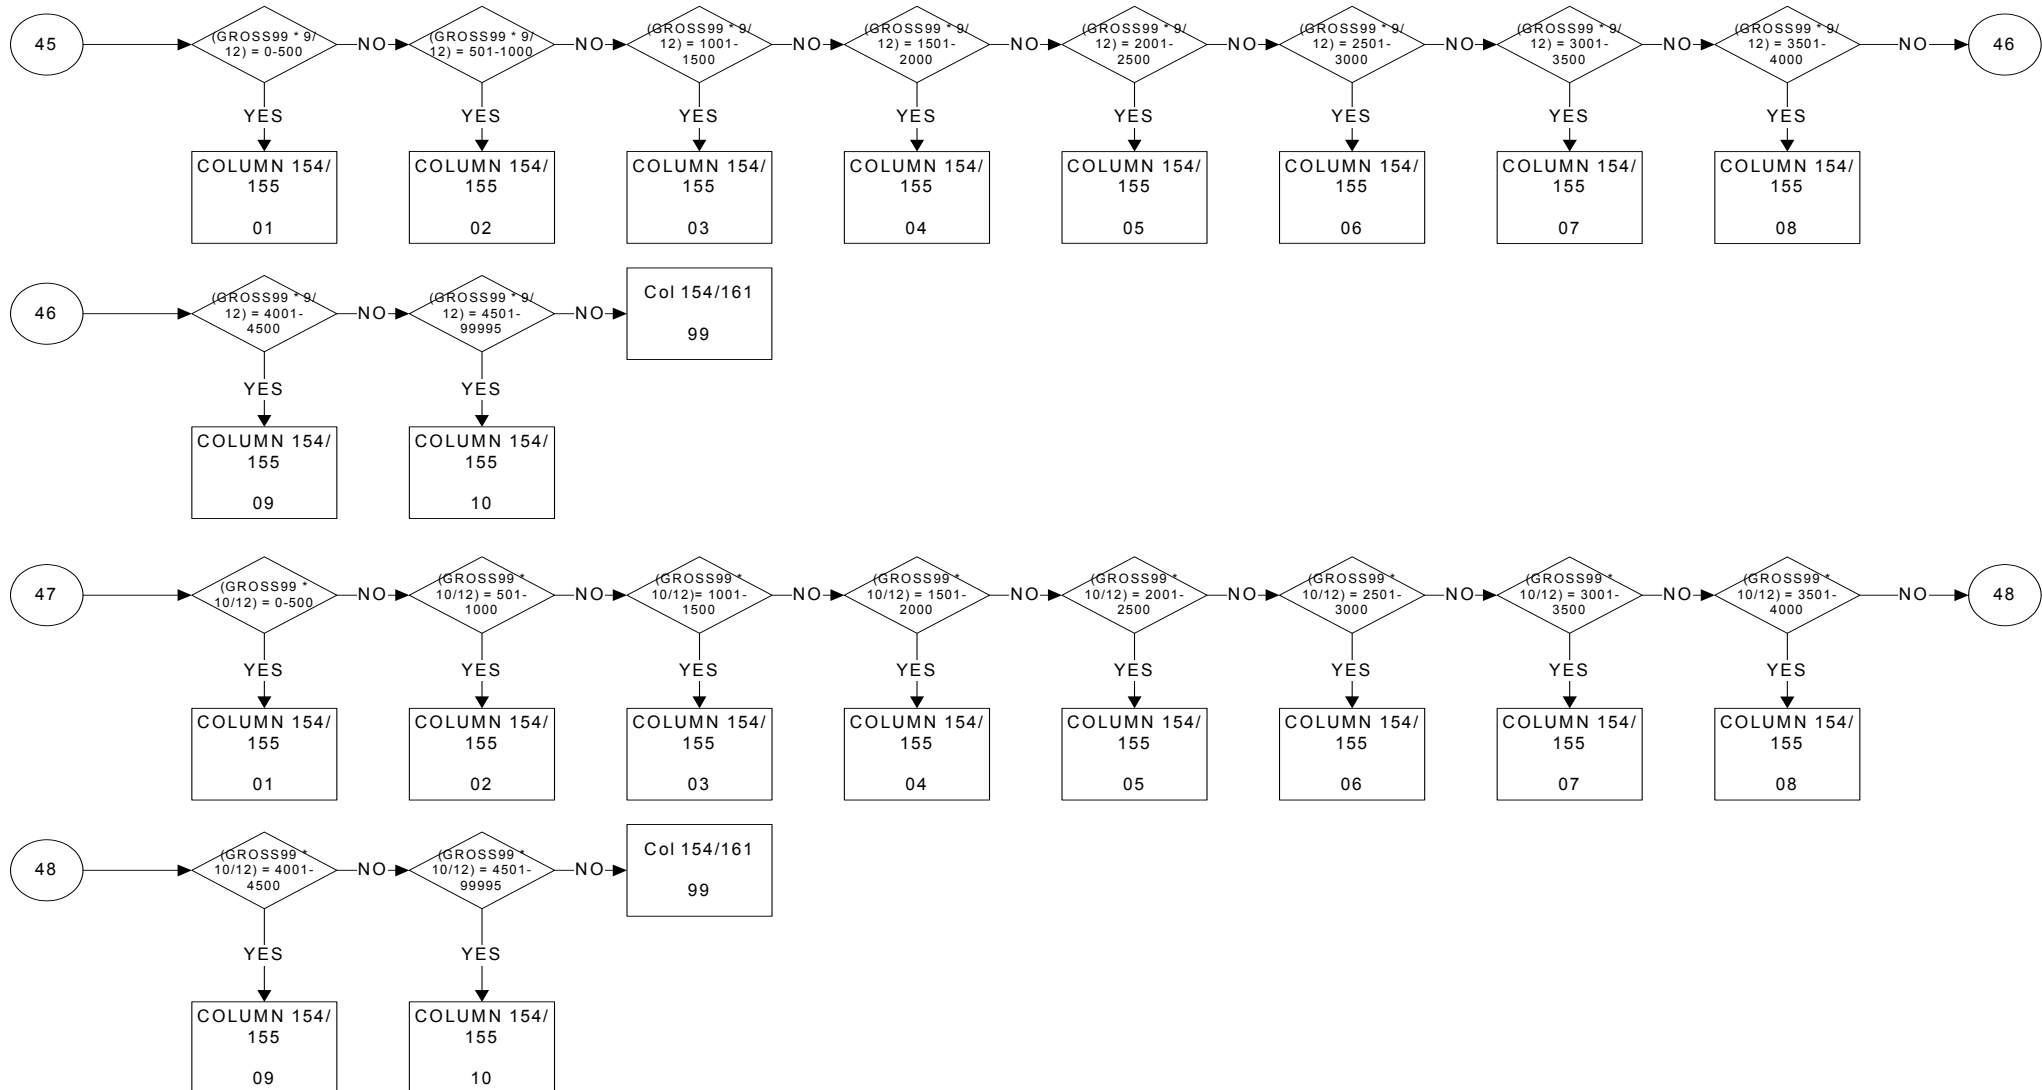 45
(GROSS99 * 9/
12) = 0-500
NO
(GROSS99 * 9/
12) = 501-1000
NO
(GROSS99 * 9/
12) = 1001-
1500
NO
(GROSS99 * 9/
12) = 1501-
2000
NO
(GROSS99 * 9/
12) = 2001-
2500
NO
(GROSS99 * 9/
12) = 2501-
3000
NO
(GROSS99 * 9/
12) = 3001-
3500
NO
(GROSS99 * 9/
12) = 3501-
4000
NO
46
YES
YES
YES
YES
YES
YES
YES
YES
COLUMN 154/
155
01
COLUMN 154/
155
02
COLUMN 154/
155
03
COLUMN 154/
155
04
COLUMN 154/
155
05
COLUMN 154/
155
06
COLUMN 154/
155
07
COLUMN 154/
155
08
46
(GROSS99 * 9/
12) = 4001-
4500
NO
(GROSS99 * 9/
12) = 4501-
99995
NO
Col 154/161
99
YES
YES
COLUMN 154/
155
09
COLUMN 154/
155
10
47
(GROSS99 *
10/12) = 0-500
NO
(GROSS99 *
10/12) = 501-
1000
NO
(GROSS99 *
10/12)= 1001-
1500
NO
(GROSS99 *
10/12) = 1501-
2000
NO
(GROSS99 *
10/12) = 2001-
2500
NO
(GROSS99 *
10/12) = 2501-
3000
NO
(GROSS99 *
10/12) = 3001-
3500
NO
(GROSS99 *
10/12) = 3501-
4000
NO
48
YES
YES
YES
YES
YES
YES
YES
YES
COLUMN 154/
155
01
COLUMN 154/
155
02
COLUMN 154/
155
03
COLUMN 154/
155
04
COLUMN 154/
155
05
COLUMN 154/
155
06
COLUMN 154/
155
07
COLUMN 154/
155
08
48
(GROSS99 *
10/12) = 4001-
4500
NO
(GROSS99 *
10/12) = 4501-
99995
NO
Col 154/161
99
YES
YES
COLUMN 154/
155
09
COLUMN 154/
155
10